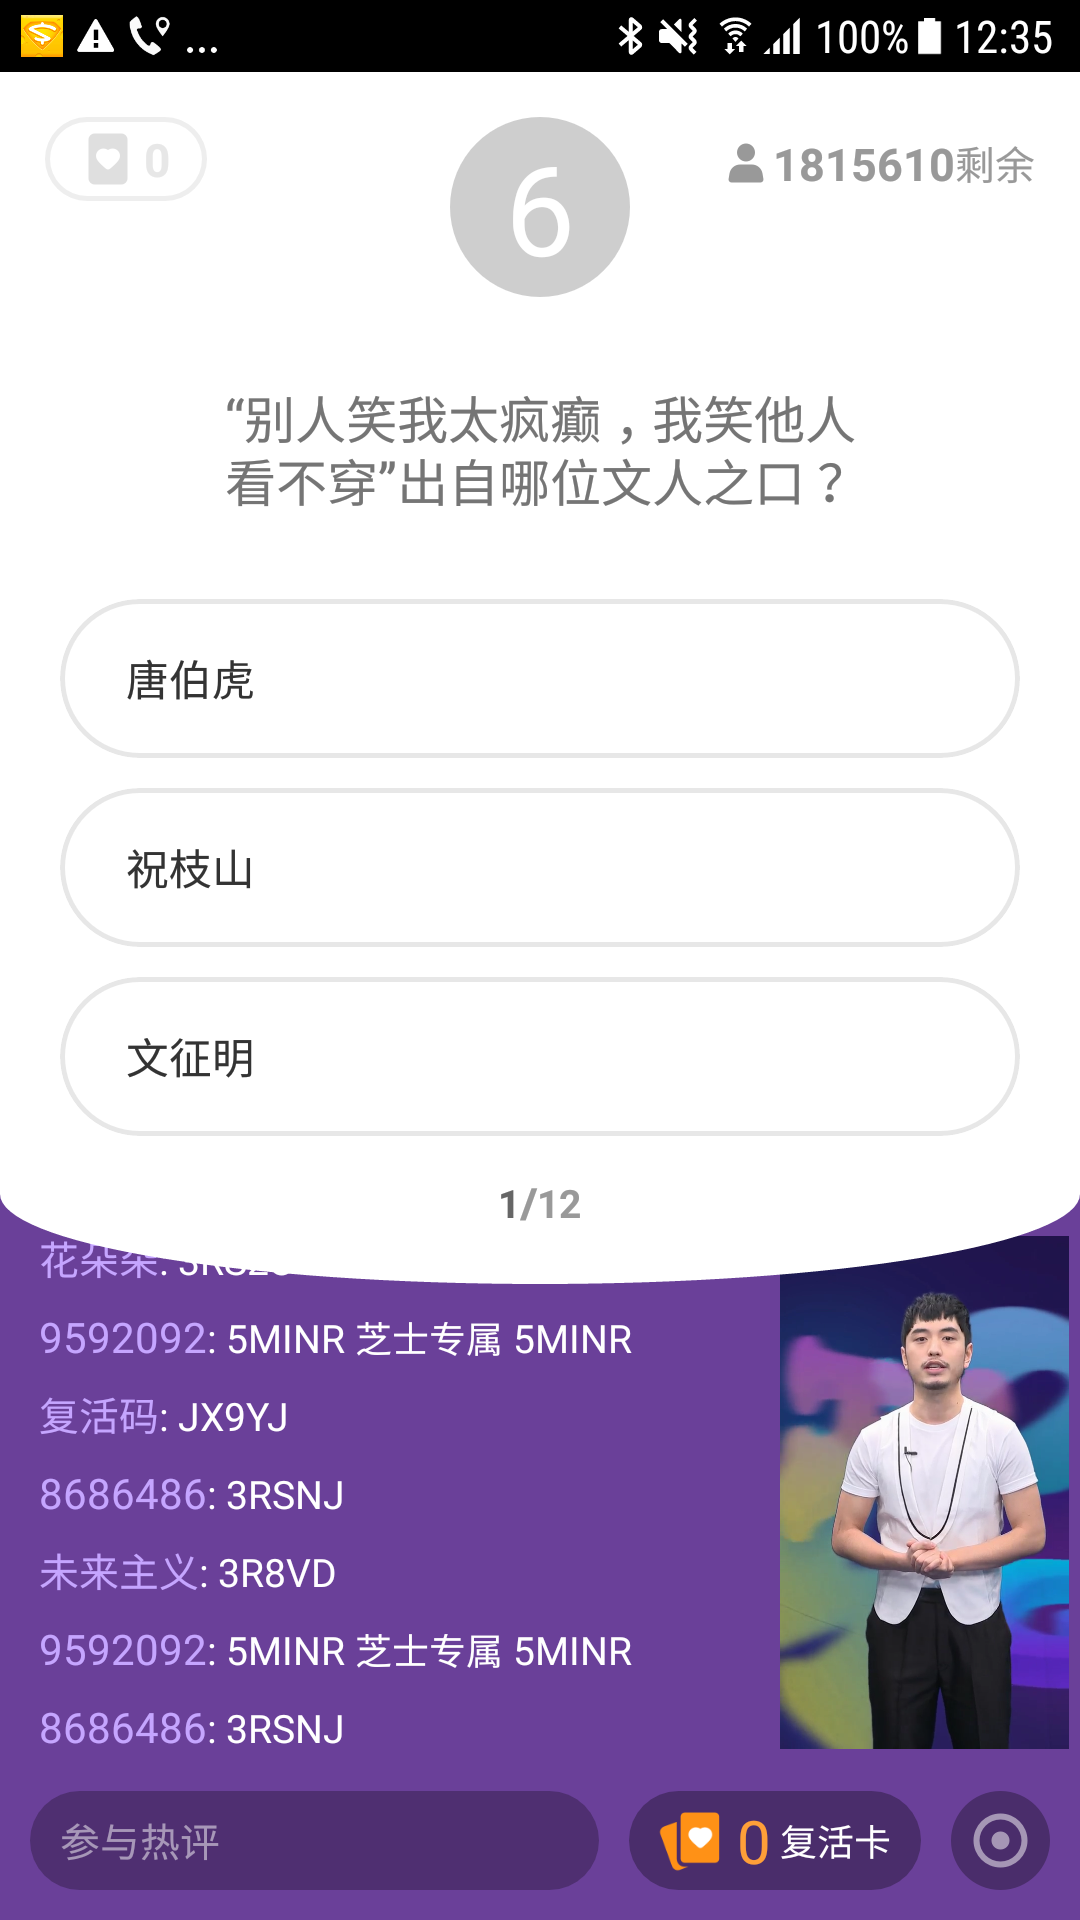 ... 100% 12:35
0
6
1815610剩余
“别人笑我太疯癫，我笑他人
看不穿”出自哪位文人之口？
唐伯虎
祝枝山
文征明
1/12
花朵朵:
9592092: 5MINR 芝士专属 5MINR
复活码: JX9YJ
8686486: 3RSNJ
未来主义: 3R8VD
9592092: 5MINR 芝士专属 5MINR
8686486: 3RSNJ
参与热评
0 复活卡